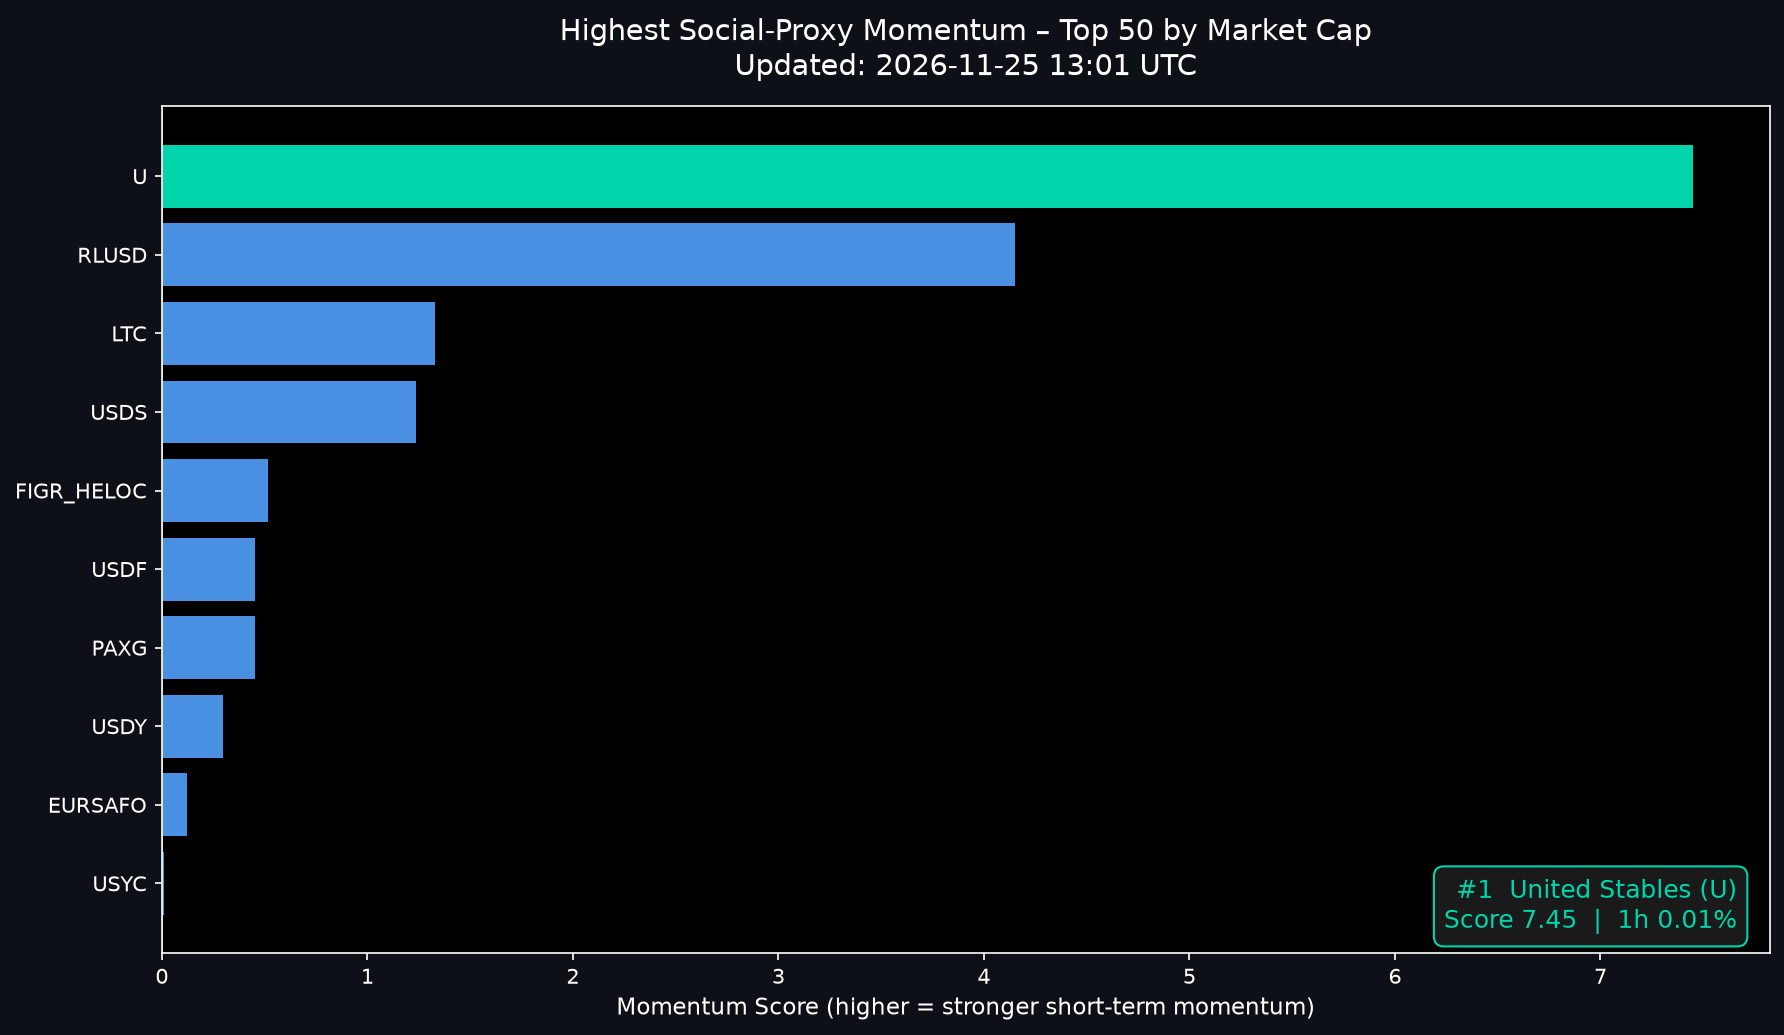 Highest Social-Proxy Momentum – Top 50 by Market Cap
Updated: 2026-11-25 13:01 UTC
U
RLUSD
LTC
USDS
FIGR_HELOC
USDF
PAXG
USDY
EURSAFO
USYC
#1  United Stables (U)
Score 7.45  |  1h 0.01%
0 1 2 3 4 5 6 7
Momentum Score (higher = stronger short-term momentum)